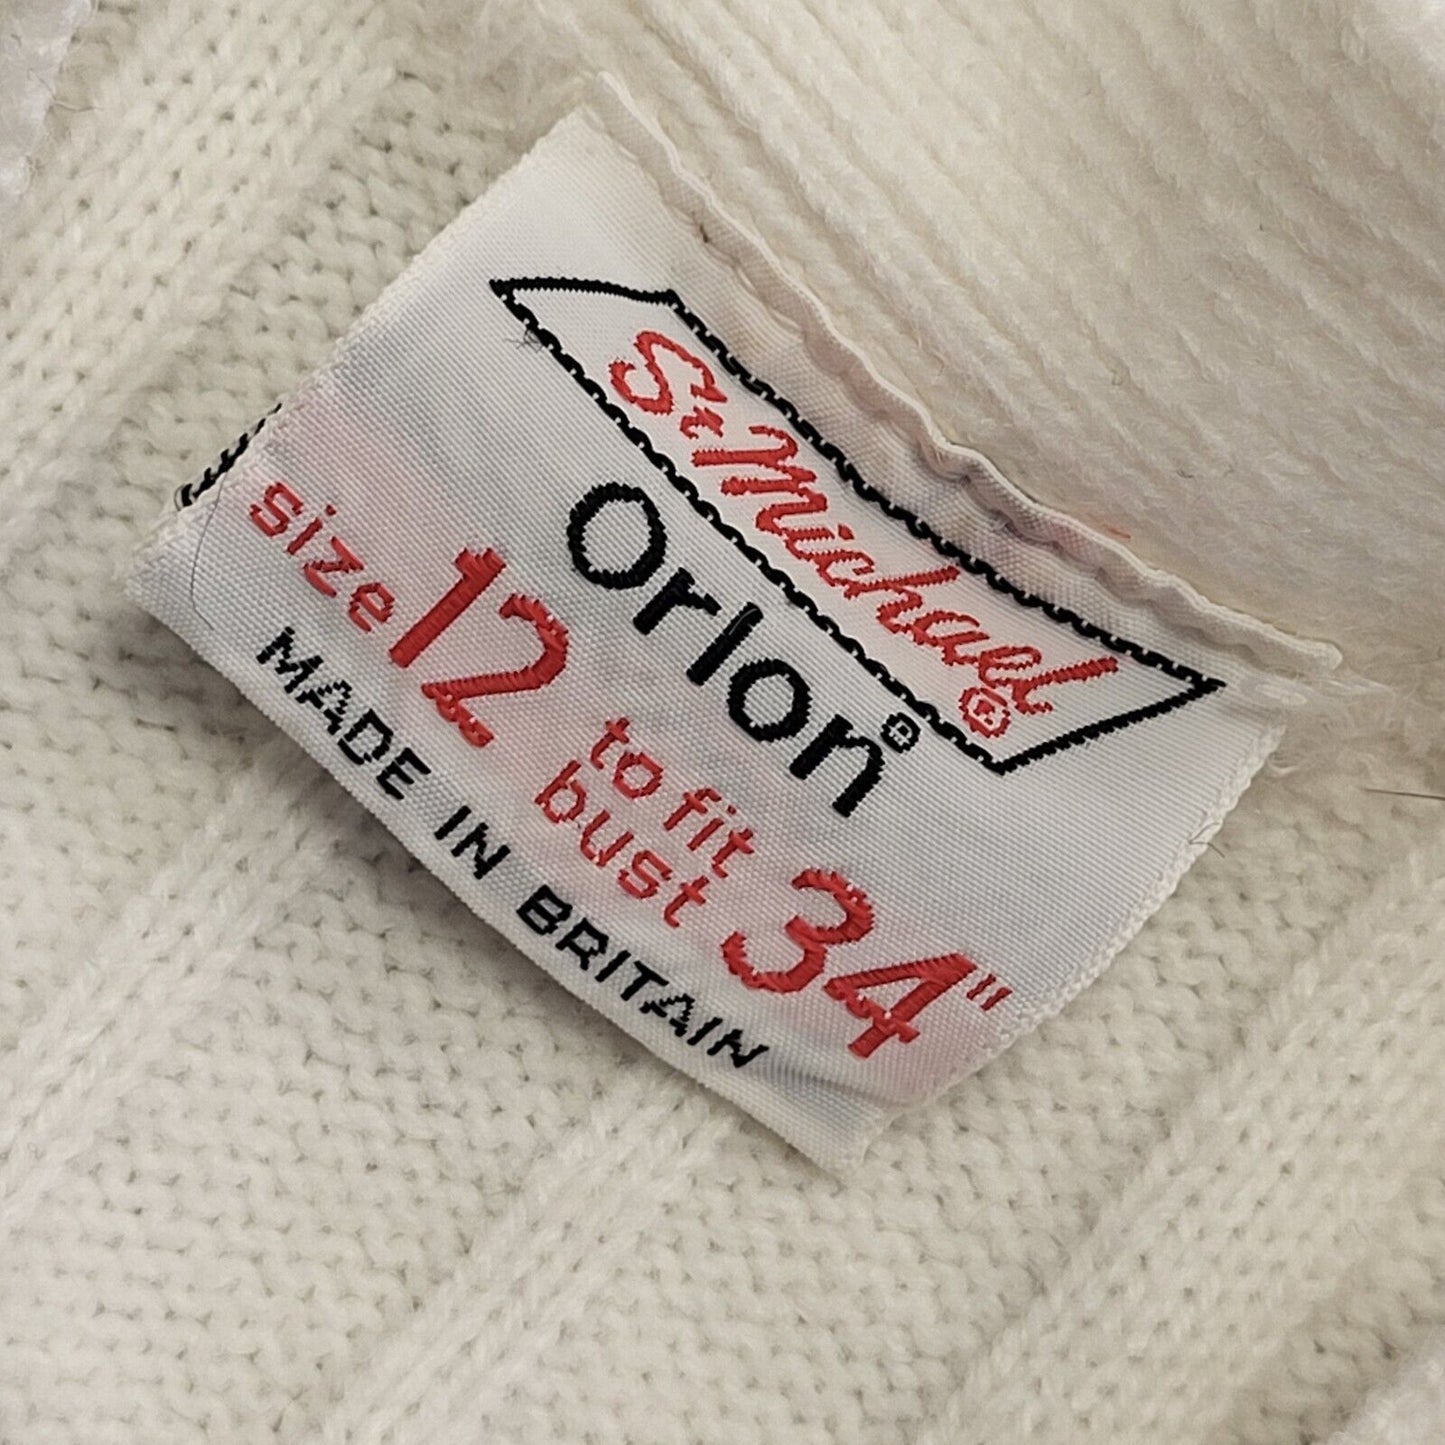 St Michael®
Orlon®
size 12 to fit bust 34"
MADE IN BRITAIN